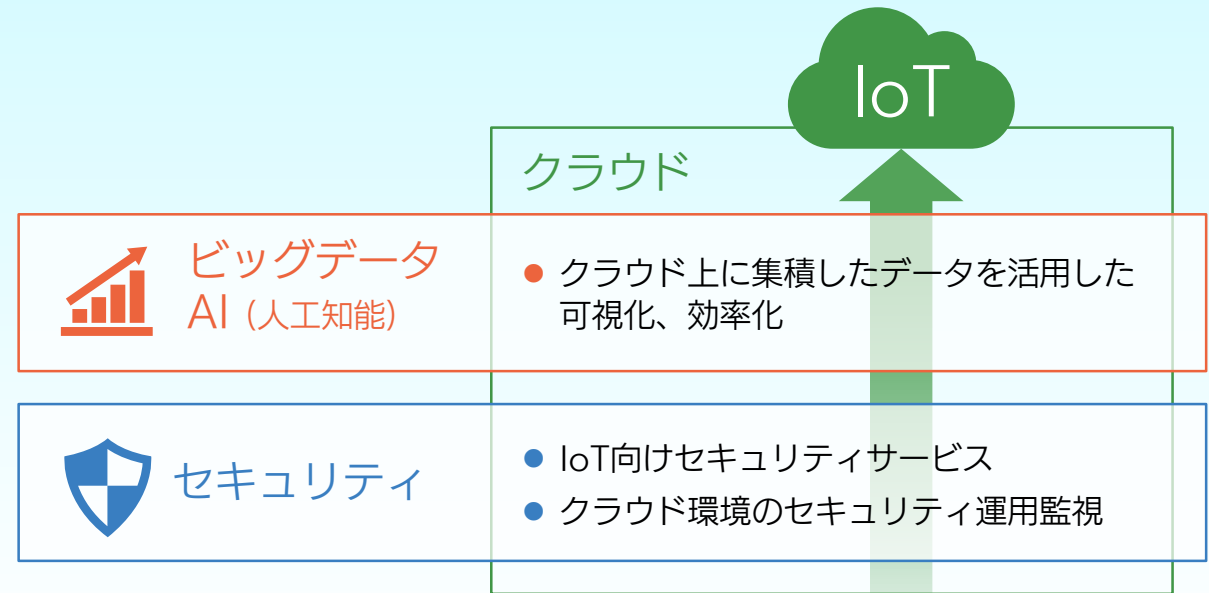 IoT
クラウド
ビッグデータ
AI（人工知能）
● クラウド上に集積したデータを活用した
可視化、効率化
セキュリティ
● IoT向けセキュリティサービス
● クラウド環境のセキュリティ運用監視